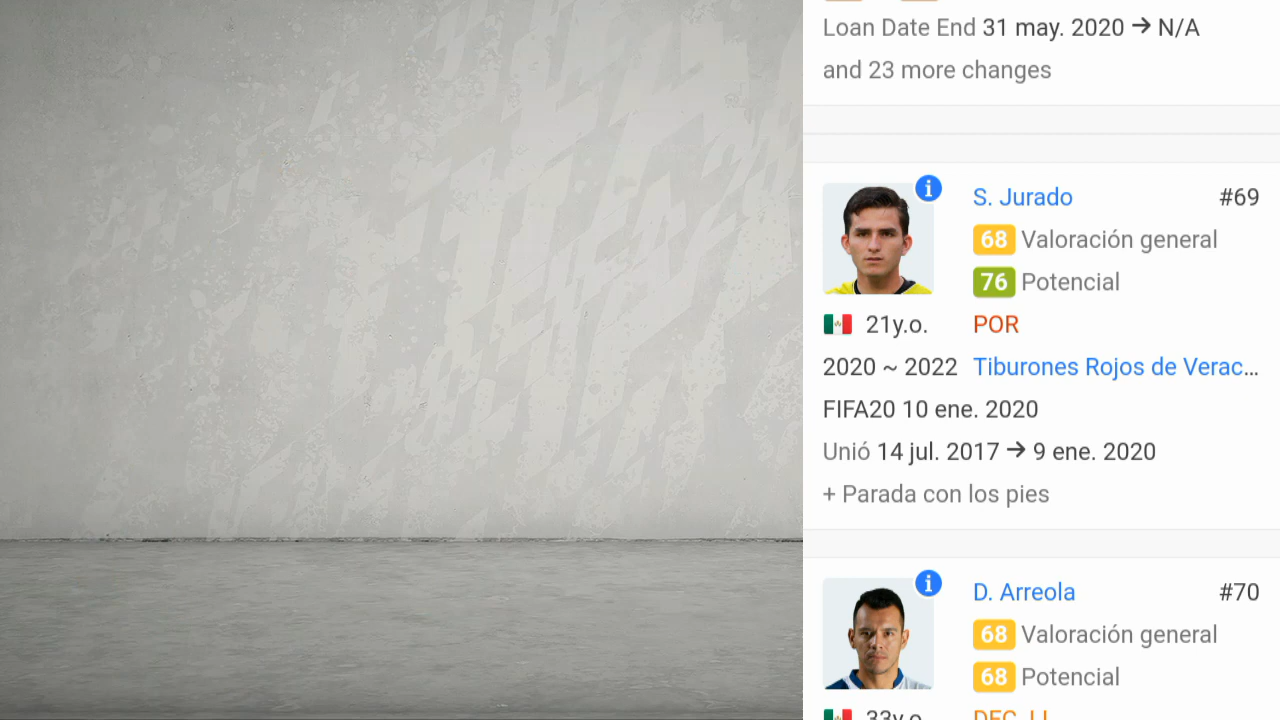 Loan Date End 31 may. 2020 → N/A
and 23 more changes
S. Jurado #69
68 Valoración general
76 Potencial
21y.o. POR
2020 ~ 2022 Tiburones Rojos de Verac...
FIFA20 10 ene. 2020
Unió 14 jul. 2017 → 9 ene. 2020
+ Parada con los pies
D. Arreola #70
68 Valoración general
68 Potencial
33y.o.